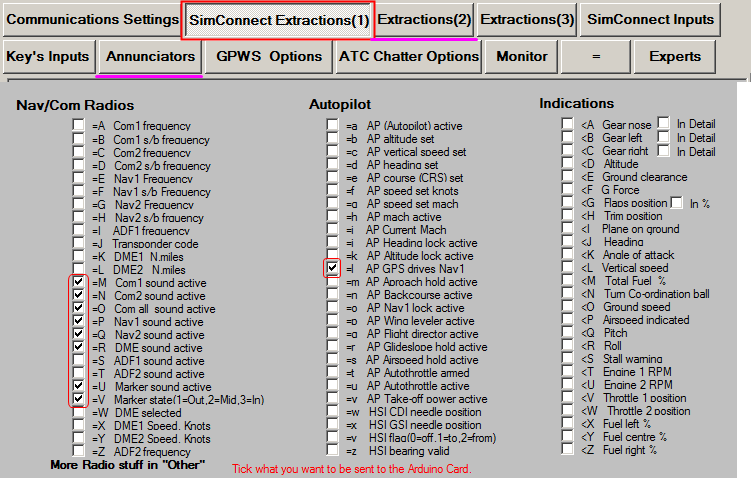 Communications Settings
SimConnect Extractions(1)
Extractions(2)
Extractions(3)
SimConnect Inputs
Key's Inputs
Annunciators
GPWS Options
ATC Chatter Options
Monitor
=
Experts
Nav/Com Radios
=A Com1 frequency
=B Com1 s/b frequency
=C Com2 frequency
=D Com2 s/b frequency
=E Nav1 Frequency
=F Nav1 s/b Frequency
=G Nav2 Frequency
=H Nav2 s/b frequency
=I ADF1 frequency
=J Transponder code
=K DME1 N.miles
=L DME2 N.miles
=M Com1 sound active
=N Com2 sound active
=O Com all sound active
=P Nav1 sound active
=Q Nav2 sound active
=R DME sound active
=S ADF1 sound active
=T ADF2 sound active
=U Marker sound active
=V Marker state(1=Out,2=Mid,3=In)
=W DME selected
=X DME1 Speed. Knots
=Y DME2 Speed. Knots
=Z ADF2 frequency
More Radio stuff in "Other"
Autopilot
=a AP (Autopilot) active
=b AP altitude set
=c AP vertical speed set
=d AP heading set
=e AP course (CRS) set
=f AP speed set knots
=g AP speed set mach
=h AP mach active
=i AP Current Mach
=j AP Heading lock active
=k AP Altitude lock active
=l AP GPS drives Nav1
=m AP Aproach hold active
=n AP Backcourse active
=o AP Nav1 lock active
=p AP Wing leveler active
=q AP Flight director active
=r AP Glideslope hold active
=s AP Airspeed hold active
=t AP Autothrottle armed
=u AP Autothrottle active
=v AP Take-off power active
=w HSI CDI needle position
=x HSI GSI needle position
=v HSI flag(0=off,1=to,2=from)
=z HSI bearing valid
Tick what you want to be sent to the Arduino Card.
Indications
<A Gear nose In Detail
<B Gear left In Detail
<C Gear right In Detail
<D Altitude
<E Ground clearance
<F G Force
<G Flaps position In %
<H Trim position
<I Plane on ground
<J Heading
<K Angle of attack
<L Vertical speed
<M Total Fuel %
<N Turn Co-ordination ball
<O Ground speed
<P Airspeed indicated
<Q Pitch
<R Roll
<S Stall warning
<T Engine 1 RPM
<U Engine 2 RPM
<V Throttle 1 position
<W Throttle 2 position
<X Fuel left %
<Y Fuel centre %
<Z Fuel right %